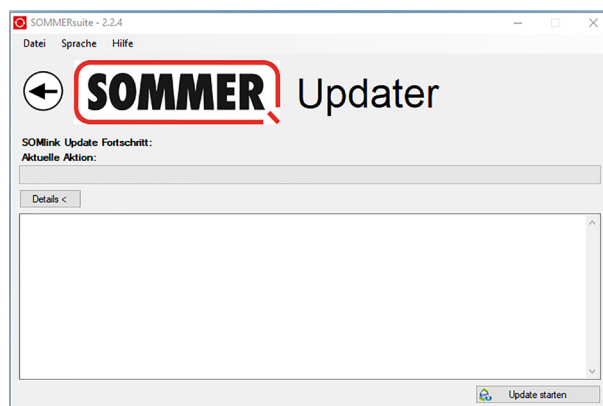 SOMMERsuite - 2.2.4
Datei Sprache Hilfe
SOMMER Updater
SOMlink Update Fortschritt:
Aktuelle Aktion:
Details <
Update starten